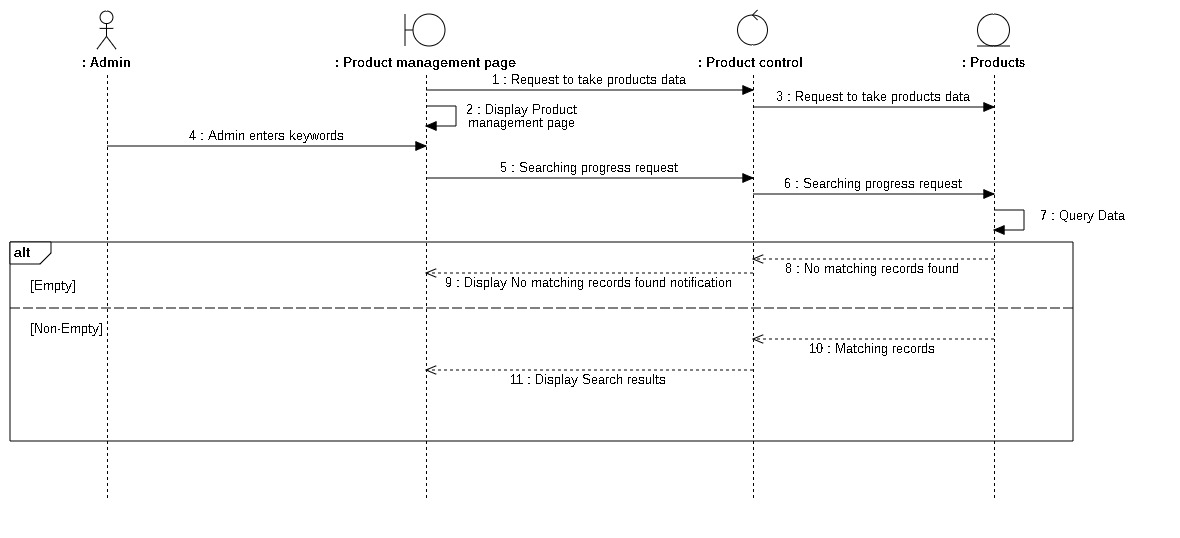 : Admin
: Product management page
: Product control
: Products
1 : Request to take products data
3 : Request to take products data
2 : Display Product
management page
4 : Admin enters keywords
5 : Searching progress request
6 : Searching progress request
7 : Query Data
alt
8 : No matching records found
9 : Display No matching records found notification
[Empty]
[Non-Empty]
10 : Matching records
11 : Display Search results